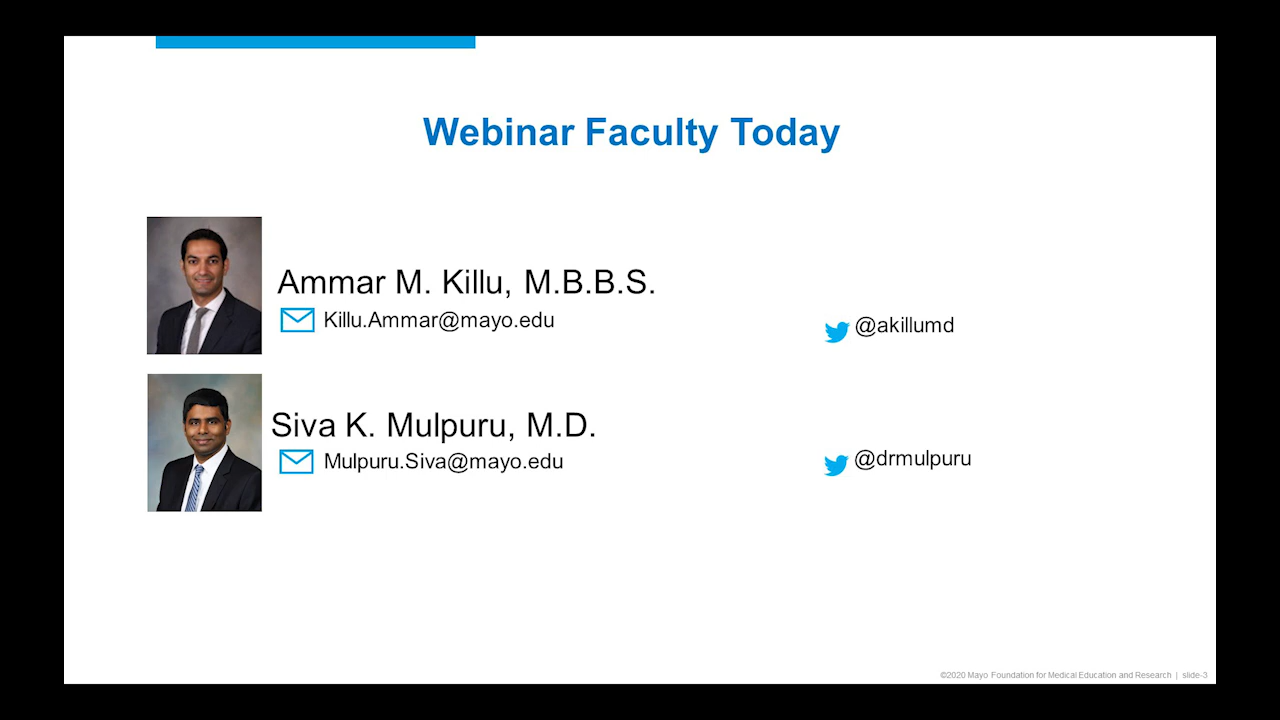 Webinar Faculty Today
Ammar M. Killu, M.B.B.S.
Killu.Ammar@mayo.edu
@akillumd
Siva K. Mulpuru, M.D.
Mulpuru.Siva@mayo.edu
@drmulpuru
©2020 Mayo Foundation for Medical Education and Research | slide-3